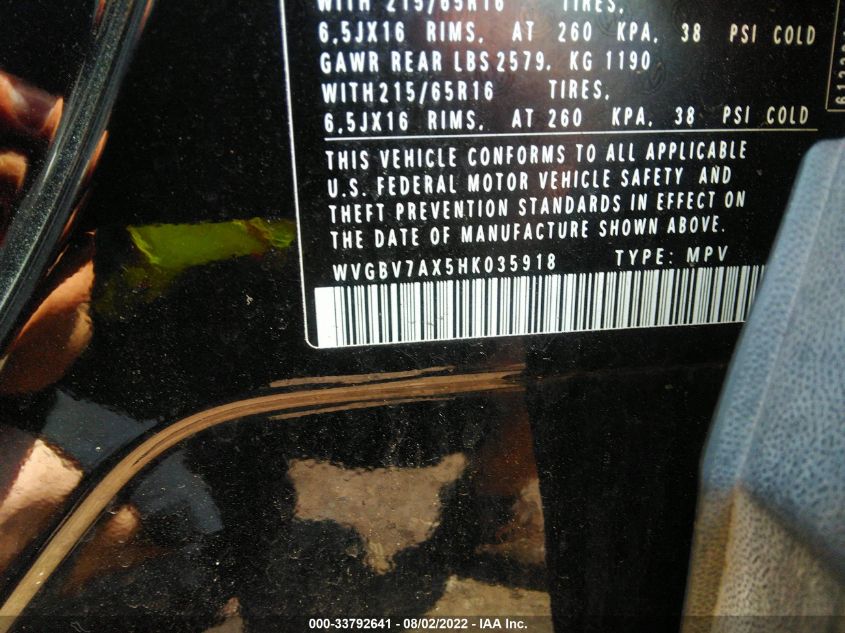 WITH 215/65R16 TIRES,
6.5JX16 RIMS, AT 260 KPA, 38 PSI COLD
GAWR REAR LBS2579, KG 1190
WITH215/65R16 TIRES,
6.5JX16 RIMS, AT 260 KPA, 38 PSI COLD
THIS VEHICLE CONFORMS TO ALL APPLICABLE
U.S. FEDERAL MOTOR VEHICLE SAFETY AND
THEFT PREVENTION STANDARDS IN EFFECT ON
THE DATE OF MANUFACTURE SHOWN ABOVE.
WVGBV7AX5HK035918 TYPE: MPV
000-33792641 - 08/02/2022 - IAA Inc.